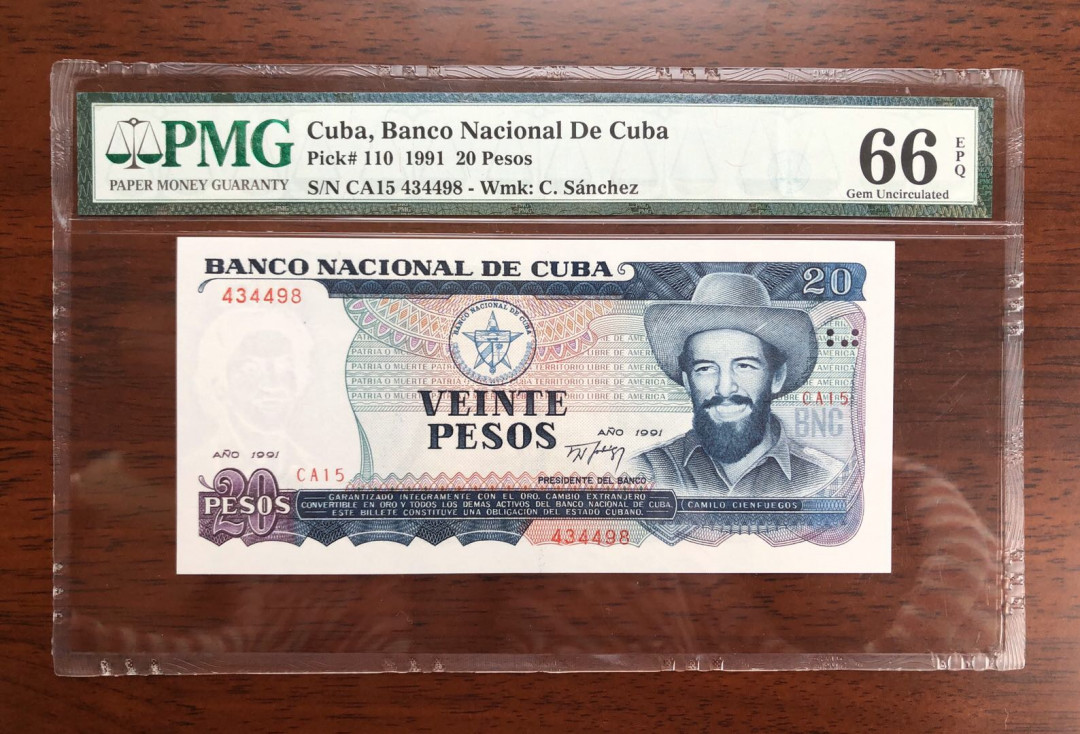 PMG
PAPER MONEY GUARANTY
Cuba, Banco Nacional De Cuba
Pick# 110 1991 20 Pesos
S/N CA15 434498 - Wmk: C. Sánchez
66
EPQ
Gem Uncirculated
BANCO NACIONAL DE CUBA
20
434498
BANCO NACIONAL DE CUBA
PATRIA O MUERTE
TERRITORIO LIBRE DE AMERICA
VEINTE
PESOS
CA15
BNC
AÑO 1991
AÑO 1991
CA15
PRESIDENTE DEL BANCO
20
PESOS
GARANTIZADO INTEGRAMENTE CON EL ORO, CAMBIO EXTRANJERO
CONVERTIBLE EN ORO Y TODOS LOS DEMAS ACTIVOS DEL BANCO NACIONAL DE CUBA.
ESTE BILLETE CONSTITUYE UNA OBLIGACION DEL ESTADO CUBANO.
CAMILO CIENFUEGOS
434498